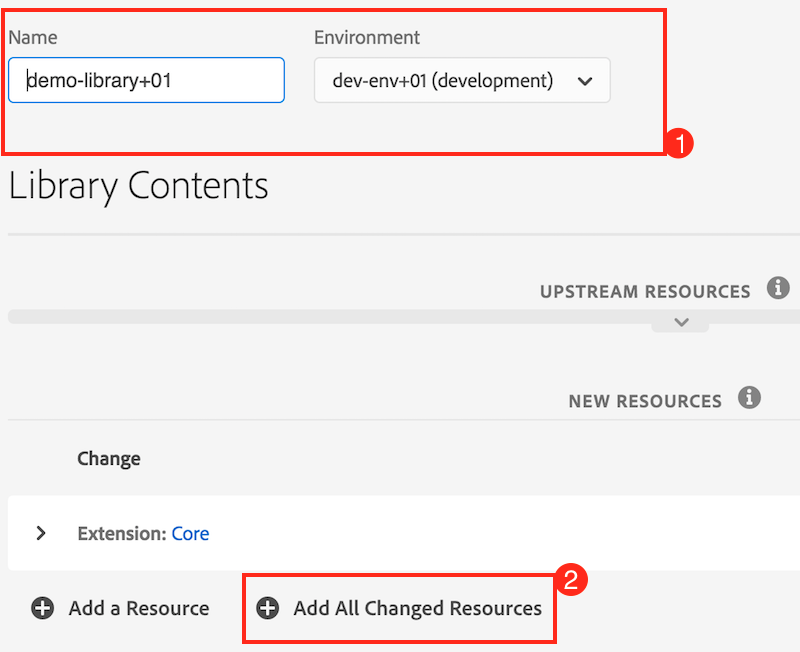 Name Environment
demo-library+01 dev-env+01 (development)
1
Library Contents
UPSTREAM RESOURCES
NEW RESOURCES
Change
Extension: Core
2
Add a Resource Add All Changed Resources